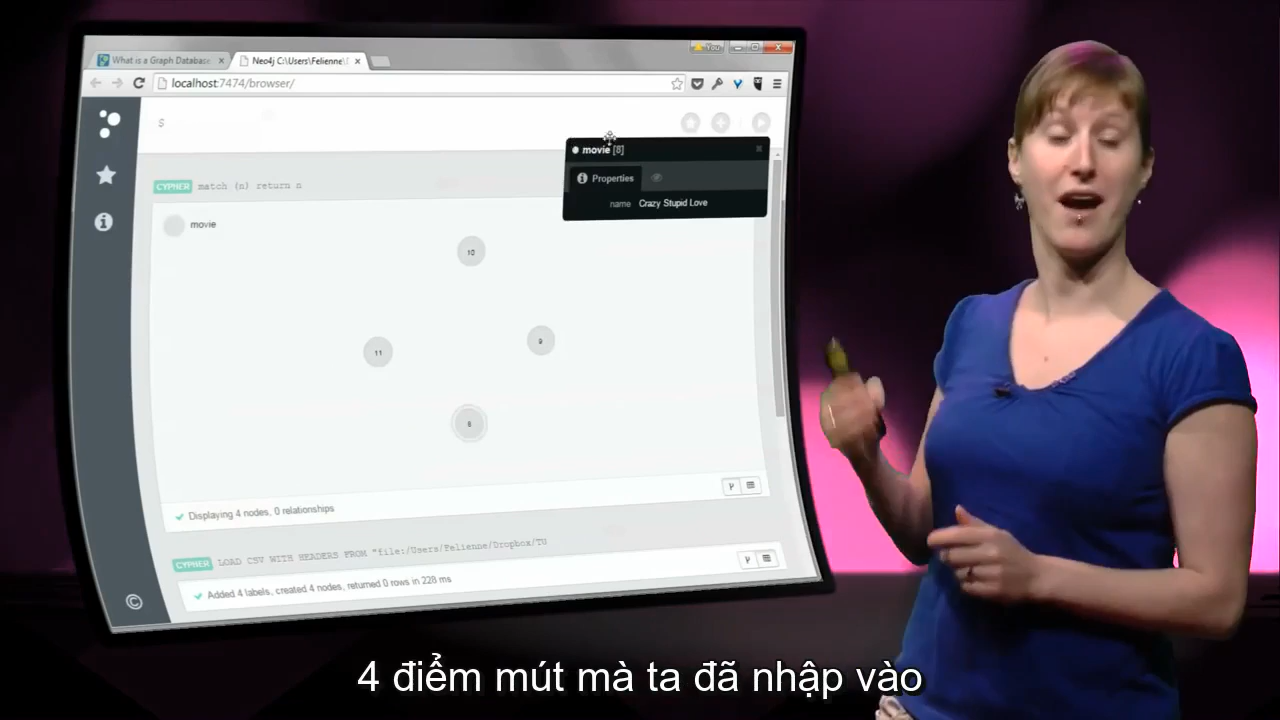 What is a Graph Database
Neo4j C:\Users\Felienne\
You
localhost:7474/browser/
$
movie [8]
Properties
name Crazy Stupid Love
CYPHER match (n) return n
movie
10
11
9
8
Displaying 4 nodes, 0 relationships
CYPHER LOAD CSV WITH HEADERS FROM "file:/Users/Felienne/Dropbox/TU
Added 4 labels, created 4 nodes, returned 0 rows in 228 ms
©
4 điểm mút mà ta đã nhập vào